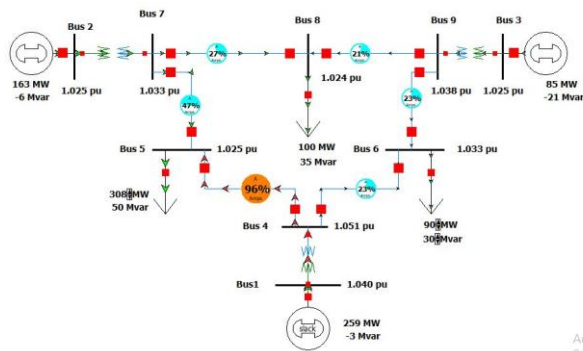 Bus 2
Bus 7
Bus 8
Bus 9
Bus 3
27%
21%
163 MW
-6 Mvar
1.025 pu
1.033 pu
1.024 pu
1.038 pu
1.025 pu
85 MW
-21 Mvar
47%
23%
100 MW
35 Mvar
Bus 5
1.025 pu
Bus 6
1.033 pu
308 MW
50 Mvar
96%
23%
90 MW
30 Mvar
Bus 4
1.051 pu
Bus1
1.040 pu
slack
259 MW
-3 Mvar